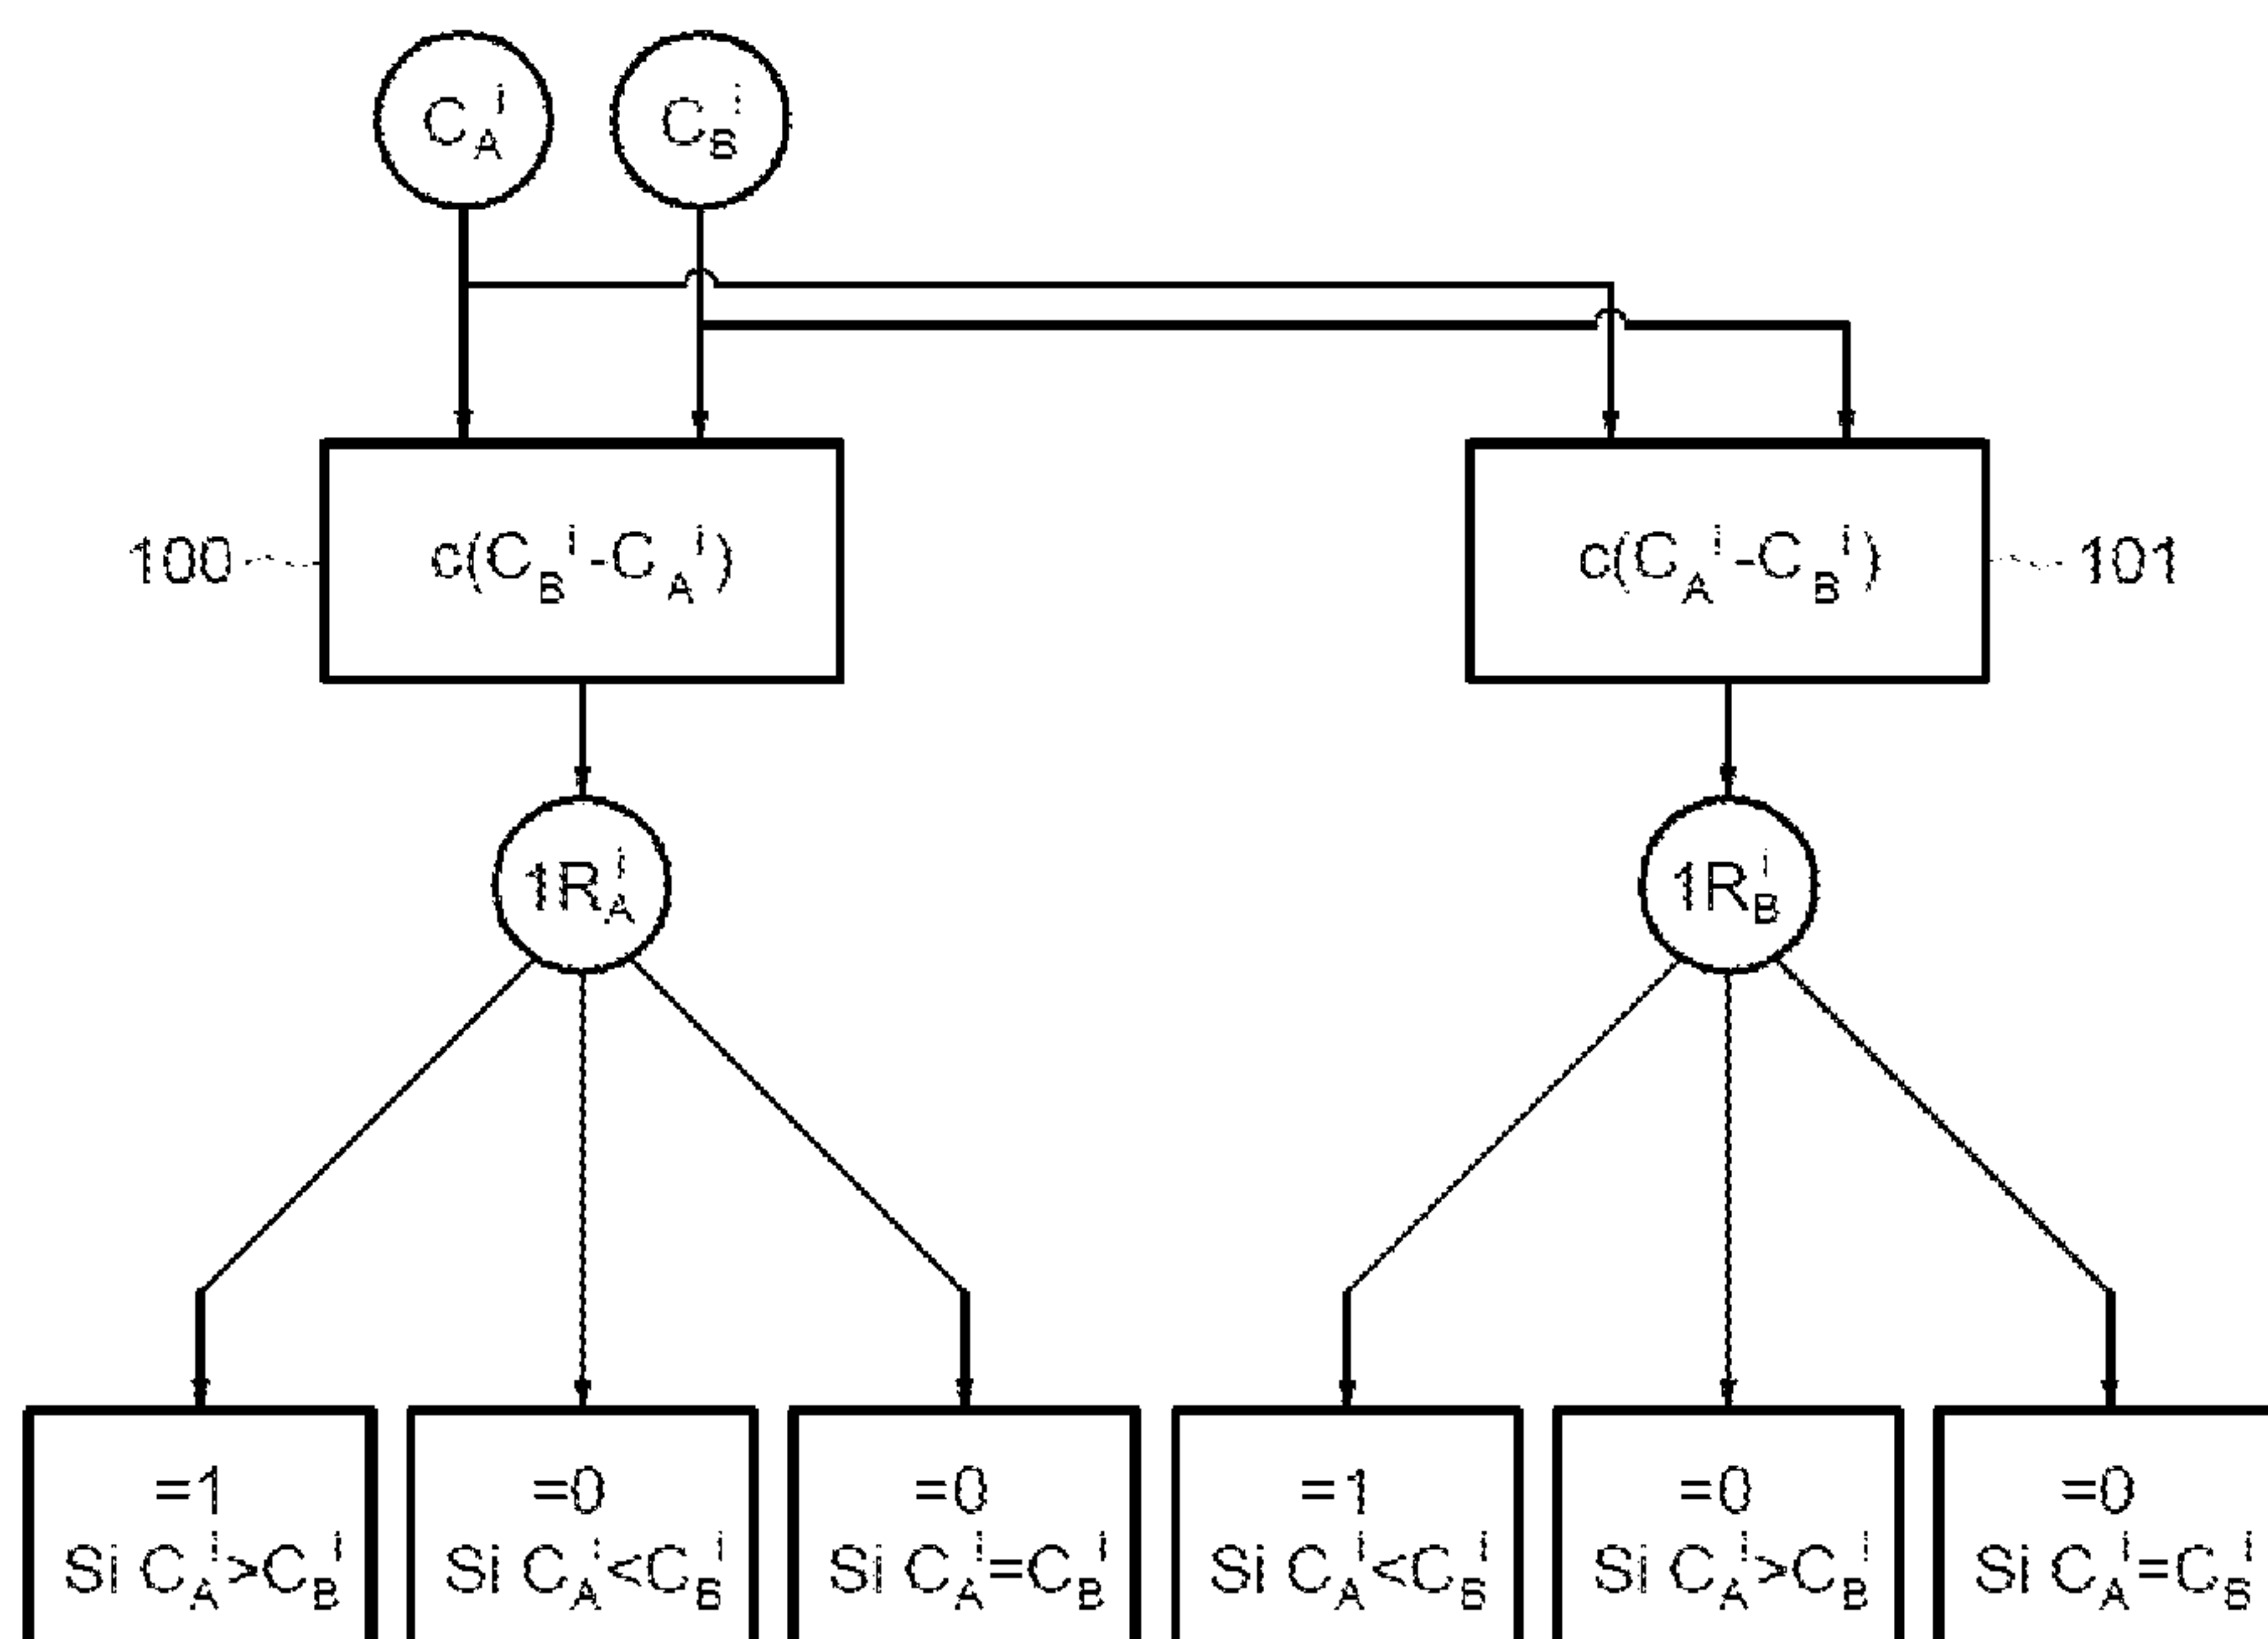 C_A^i
C_B^i
100
c(C_B^i-C_A^i)
c(C_A^i-C_B^i)
101
1R_A^i
1R_B^i
=1
Si C_A^i>C_B^i
=0
Si C_A^i<C_B^i
=0
Si C_A^i=C_B^i
=1
Si C_A^i<C_B^i
=0
Si C_A^i>C_B^i
=0
Si C_A^i=C_B^i